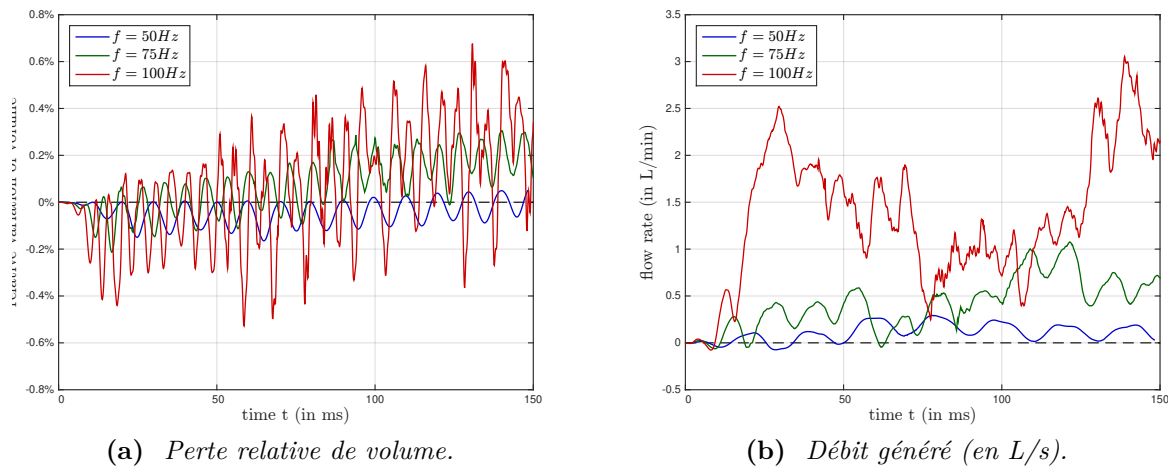 0.8%
0.6%
0.4%
0.2%
0%
-0.2%
-0.4%
-0.6%
-0.8%
f = 50Hz
f = 75Hz
f = 100Hz
0
50
100
150
time t (in ms)
(a) Perte relative de volume.
3.5
3
2.5
2
1.5
1
0.5
0
-0.5
flow rate (in L/min)
f = 50Hz
f = 75Hz
f = 100Hz
0
50
100
150
time t (in ms)
(b) Débit généré (en L/s).